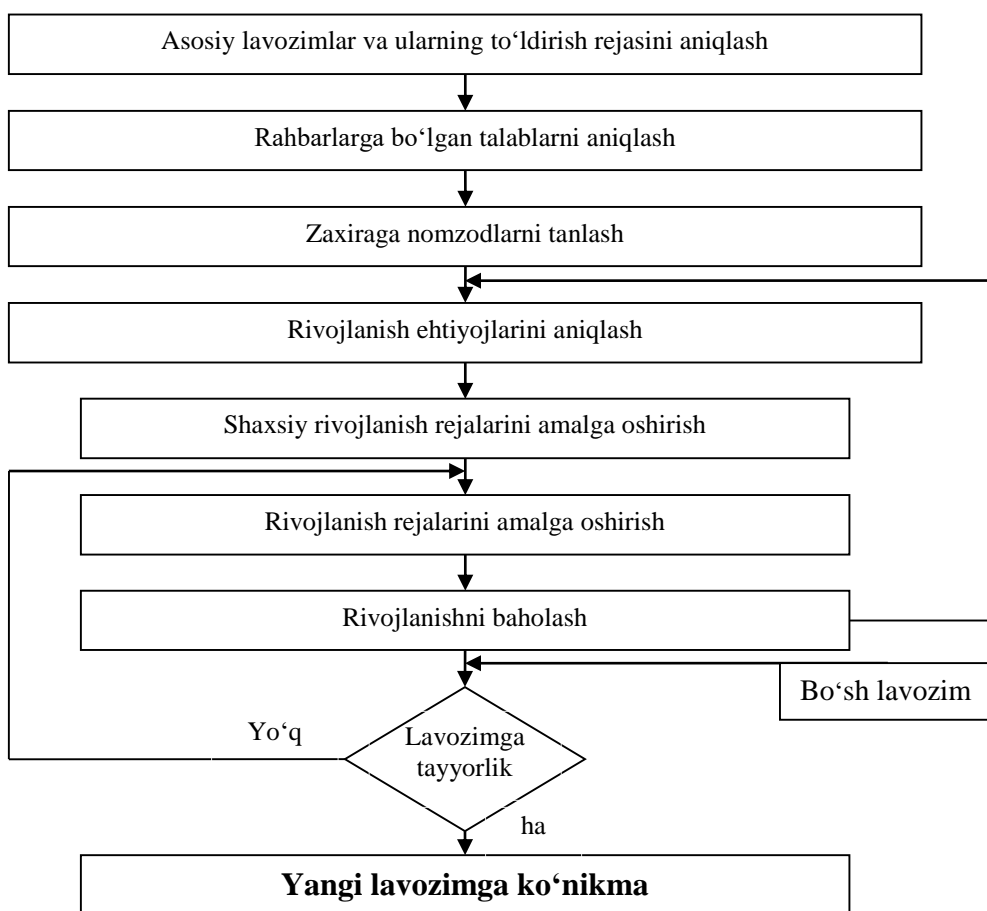 Asosiy lavozimlar va ularning to‘ldirish rejasini aniqlash
Rahbarlarga bo‘lgan talablarni aniqlash
Zaxiraga nomzodlarni tanlash
Rivojlanish ehtiyojlarini aniqlash
Shaxsiy rivojlanish rejalarini amalga oshirish
Rivojlanish rejalarini amalga oshirish
Rivojlanishni baholash
Bo‘sh lavozim
Yo‘q
Lavozimga
tayyorlik
ha
Yangi lavozimga ko‘nikma